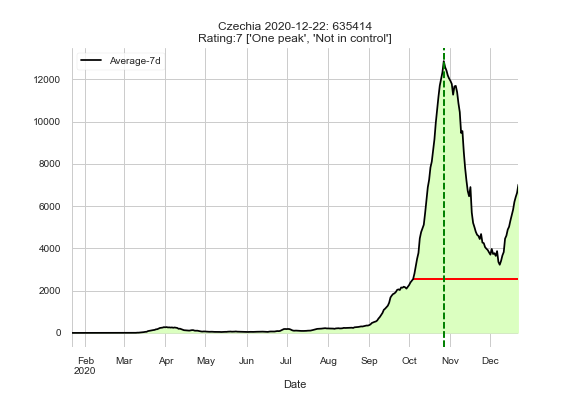 Czechia 2020-12-22: 635414
Rating:7 ['One peak', 'Not in control']
Average-7d
12000
10000
8000
6000
4000
2000
0
Feb Mar Apr May Jun Jul Aug Sep Oct Nov Dec
2020
Date